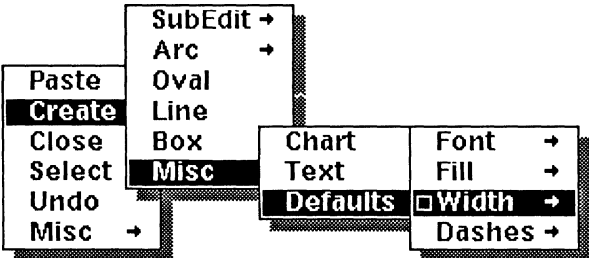 Paste
Create
Close
Select
Undo
Misc →
SubEdit →
Arc →
Oval
Line
Box
Misc
Chart
Text
Defaults
Font →
Fill →
Width →
Dashes →